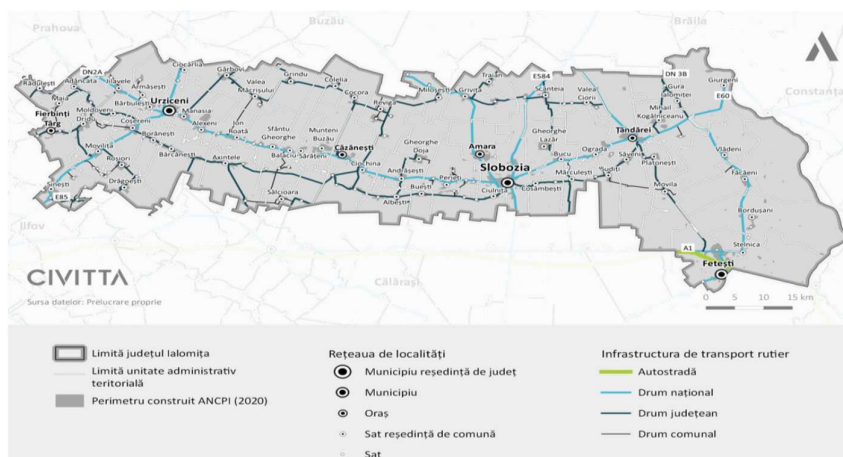 Prahova
Buzău
Brăila
Constanța
Ilfov
Călărași
DN2A
Ciocârlia
Gârbovi
Grindu
Colelia
E584
DN 3B
Giurgeni
E60
Rădulești
Adâncata
Jilavele
Armășești
Valea
Măcrișului
Cocora
Miloșești
Traian
Grivița
Scânteia
Valea
Ciorii
Gura
Ialomiței
Maia
Bărbulești
Urziceni
Reviga
Mihail
Kogălniceanu
Fierbinți
Târg
Moldoveni
Dridu
Coșereni
Manasia
Alexeni
Ion
Roată
Sfântu
Gheorghe
Munteni
Buzău
Gheorghe
Doja
Amara
Gheorghe
Lazăr
Țăndărei
Movilița
Borănești
Bărcănești
Axintele
Balaciu
Sărățeni
Căzănești
Ciochina
Andrășești
Perieți
Slobozia
Bucu
Ograda
Mărculești
Săveni
Platonești
Vlădeni
Roșiori
Drăgoești
Sinești
E85
Sălcioara
Albești
Buești
Ciulnița
Cosâmbești
Sudiți
Movila
Făcăeni
Bordușani
Stelnica
A1
Fetești
0 5 10 15 km
CIVITTA
Sursa datelor: Prelucrare proprie
Limită județul Ialomița
Limită unitate administrativ
teritorială
Perimetru construit ANCPI (2020)
Rețeaua de localități
Municipiu reședință de județ
Municipiu
Oraș
Sat reședință de comună
Sat
Infrastructura de transport rutier
Autostradă
Drum național
Drum județean
Drum comunal